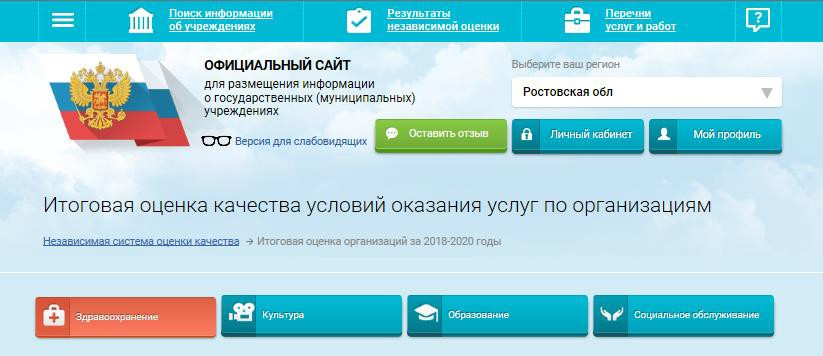 Поиск информации
об учреждениях
Результаты
независимой оценки
Перечни
услуг и работ
?
ОФИЦИАЛЬНЫЙ САЙТ
для размещения информации
о государственных (муниципальных)
учреждениях
Версия для слабовидящих
Выберите ваш регион
Ростовская обл
Оставить отзыв
Личный кабинет
Мой профиль
Итоговая оценка качества условий оказания услуг по организациям
Независимая система оценки качества → Итоговая оценка организаций за 2018-2020 годы
Здравоохранение
Культура
Образование
Социальное обслуживание